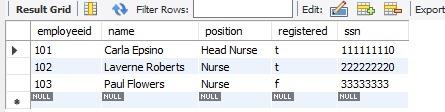 Result Grid Filter Rows: Edit: Export
employeeid name position registered ssn
101 Carla Epsino Head Nurse t 111111110
102 Laverne Roberts Nurse t 222222220
103 Paul Flowers Nurse f 33333333
NULL NULL NULL NULL NULL